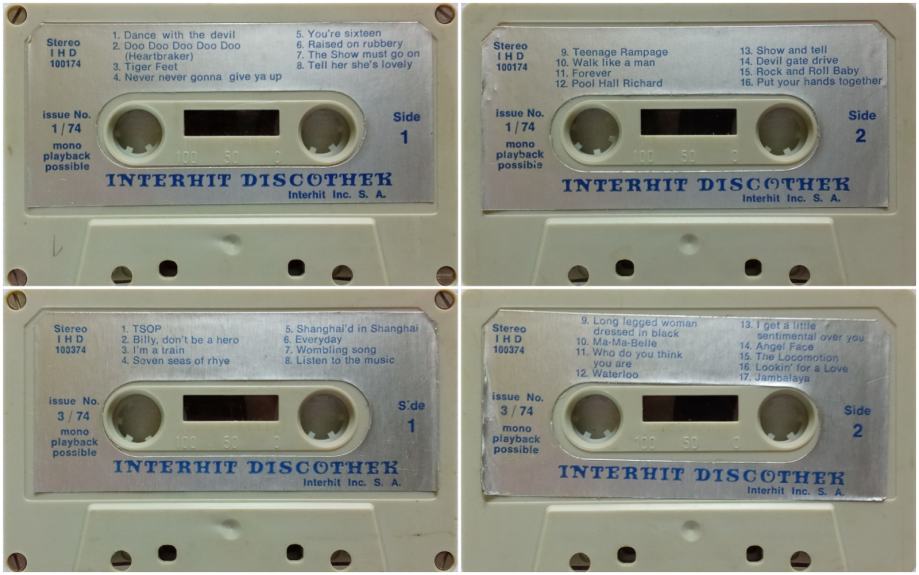 Stereo
I H D
100174
1. Dance with the devil
2. Doo Doo Doo Doo Doo
(Heartbraker)
3. Tiger Feet
4. Never never gonna give ya up
5. You're sixteen
6. Raised on rubbery
7. The Show must go on
8. Tell her she's lovely
issue No.
1/74
mono
playback
possible
Side
1
100 50 0
INTERHIT DISCOTHEK
Interhit Inc. S. A.
Stereo
I H D
100174
9. Teenage Rampage
10. Walk like a man
11. Forever
12. Pool Hall Richard
13. Show and tell
14. Devil gate drive
15. Rock and Roll Baby
16. Put your hands together
issue No.
1/74
mono
playback
possible
Side
2
100 50 0
INTERHIT DISCOTHEK
Interhit Inc. S. A.
Stereo
I H D
100374
1. TSOP
2. Billy, don't be a hero
3. I'm a train
4. Seven seas of rhye
5. Shanghai'd in Shanghai
6. Everyday
7. Wombling song
8. Listen to the music
issue No.
3/74
mono
playback
possible
Side
1
100 50 0
INTERHIT DISCOTHEK
Interhit Inc. S. A.
Stereo
I H D
100374
9. Long legged woman
dressed in black
10. Ma-Ma-Belle
11. Who do you think
you are
12. Waterloo
13. I get a little
sentimental over you
14. Angel Face
15. The Locomotion
16. Lookin' for a Love
17. Jambalaya
issue No.
3/74
mono
playback
possible
Side
2
100 50 0
INTERHIT DISCOTHEK
Interhit Inc. S. A.